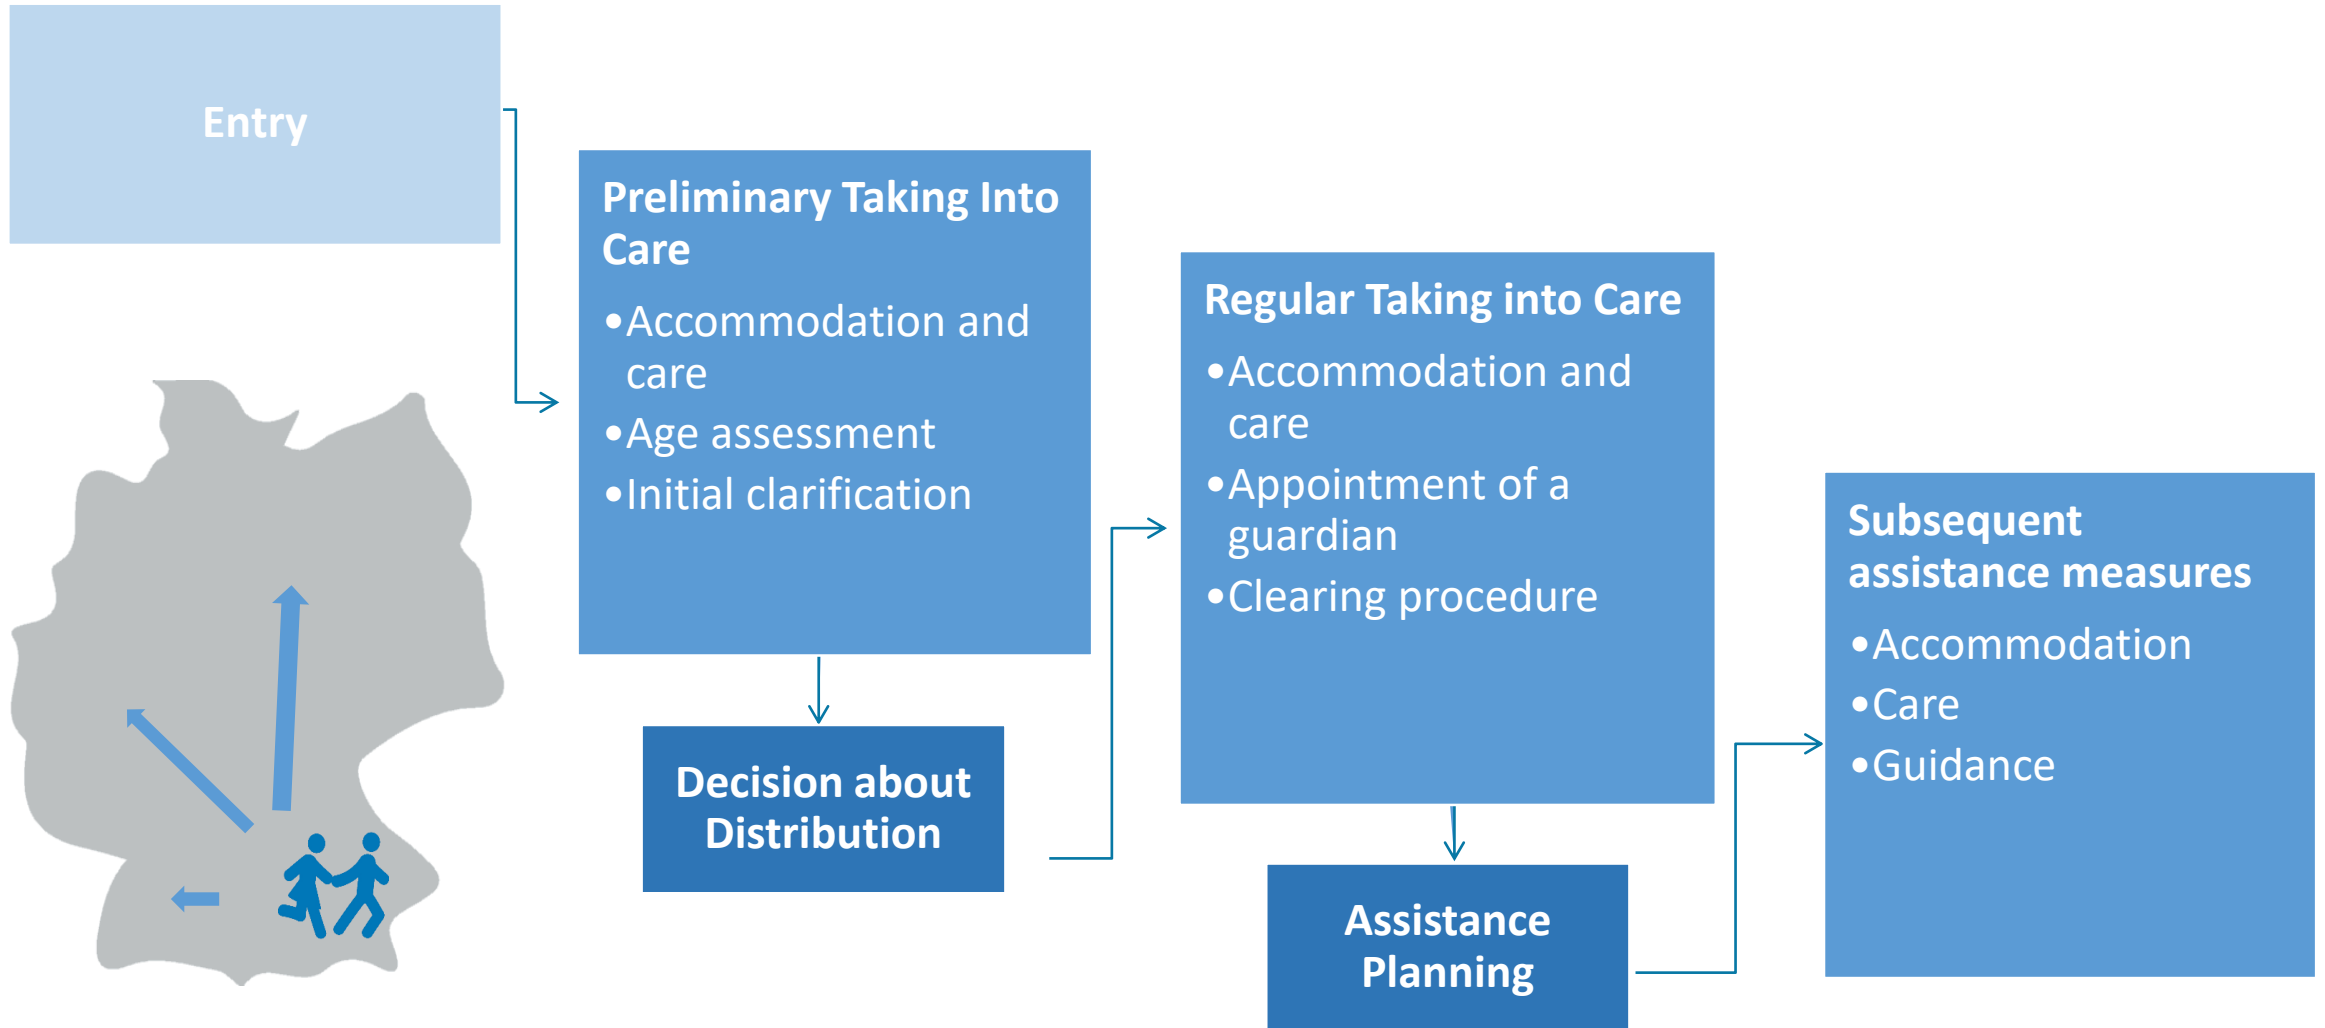 Entry
Preliminary Taking Into
Care
•Accommodation and
care
•Age assessment
•Initial clarification
Decision about
Distribution
Regular Taking into Care
•Accommodation and
care
•Appointment of a
guardian
•Clearing procedure
Assistance
Planning
Subsequent
assistance measures
•Accommodation
•Care
•Guidance